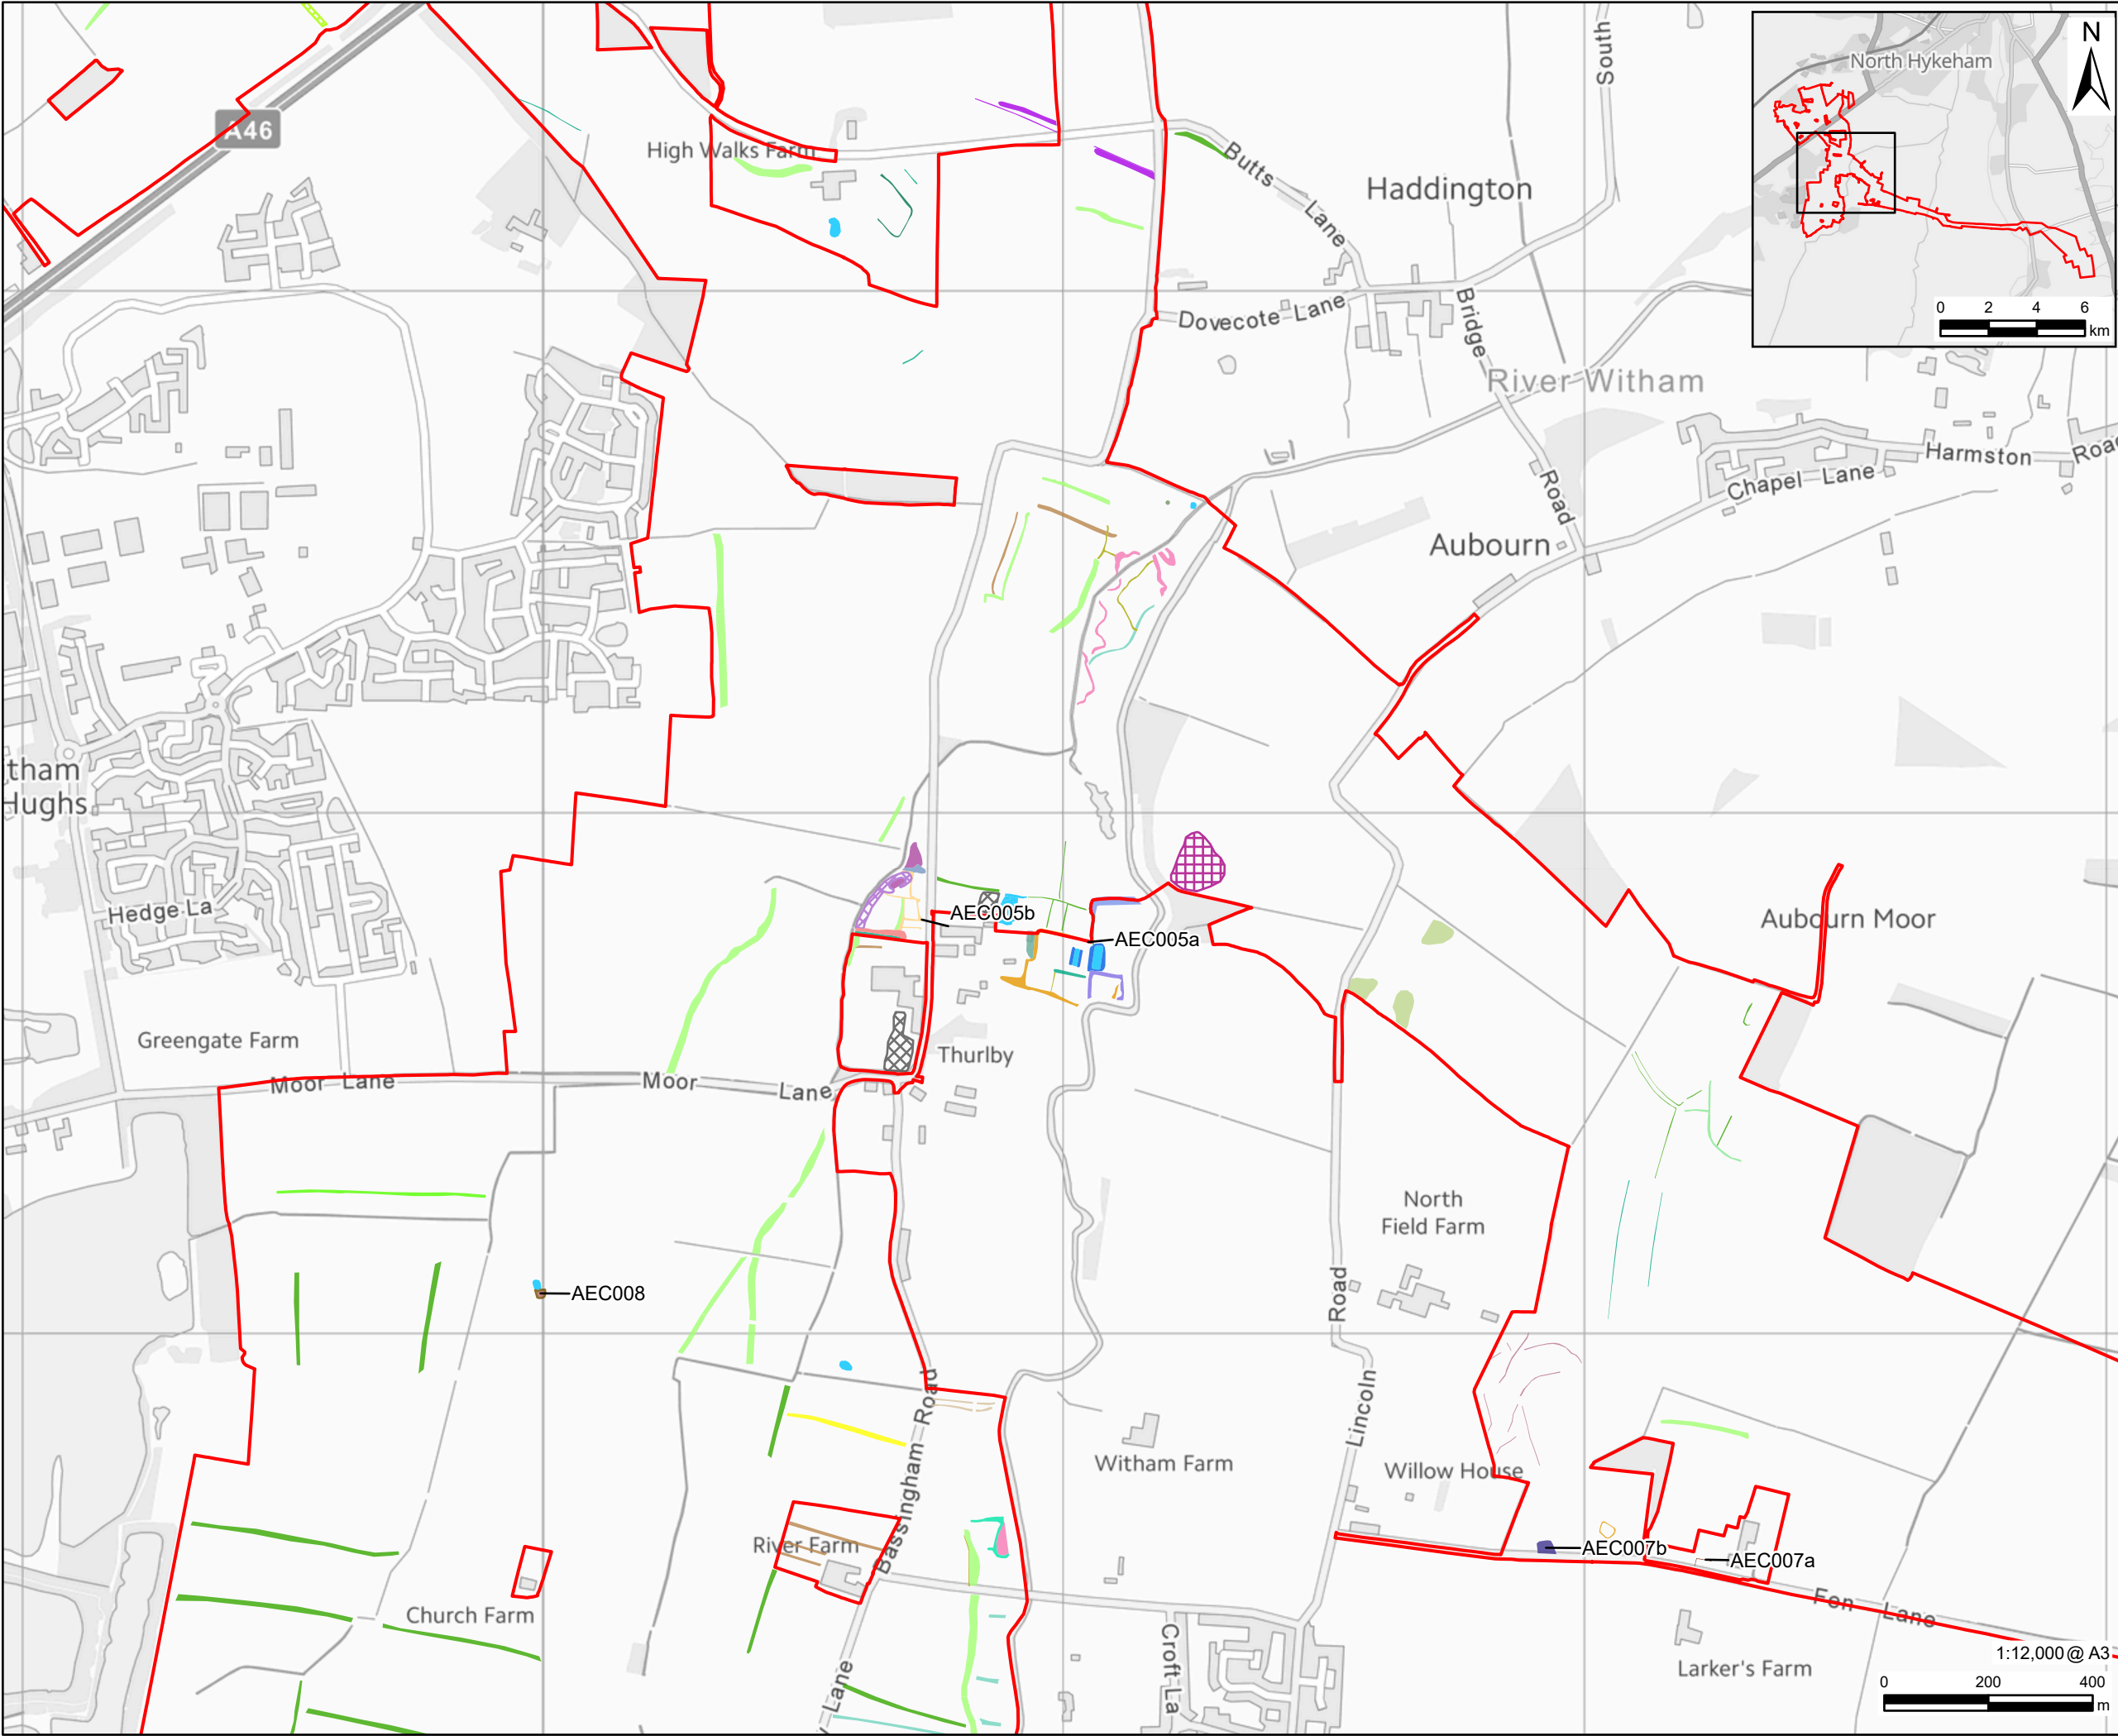 South
N
North Hykeham
0 2 4 6
km
A46
High Walks Farm
Butts
Lane
Haddington
Dovecote Lane
Bridge
Road
River Witham
Harmston Road
Chapel Lane
Aubourn
tham
Hughs
Hedge La
AEC005b
AEC005a
Aubourn Moor
Greengate Farm
Thurlby
Moor Lane
Moor Lane
North
Field Farm
AEC008
Road
Lincoln
Bassingham Road
Witham Farm
Willow House
River Farm
AEC007b
AEC007a
Church Farm
Fen Lane
Croft La
Lane
Larker's Farm
1:12,000 @ A3
0 200 400
m